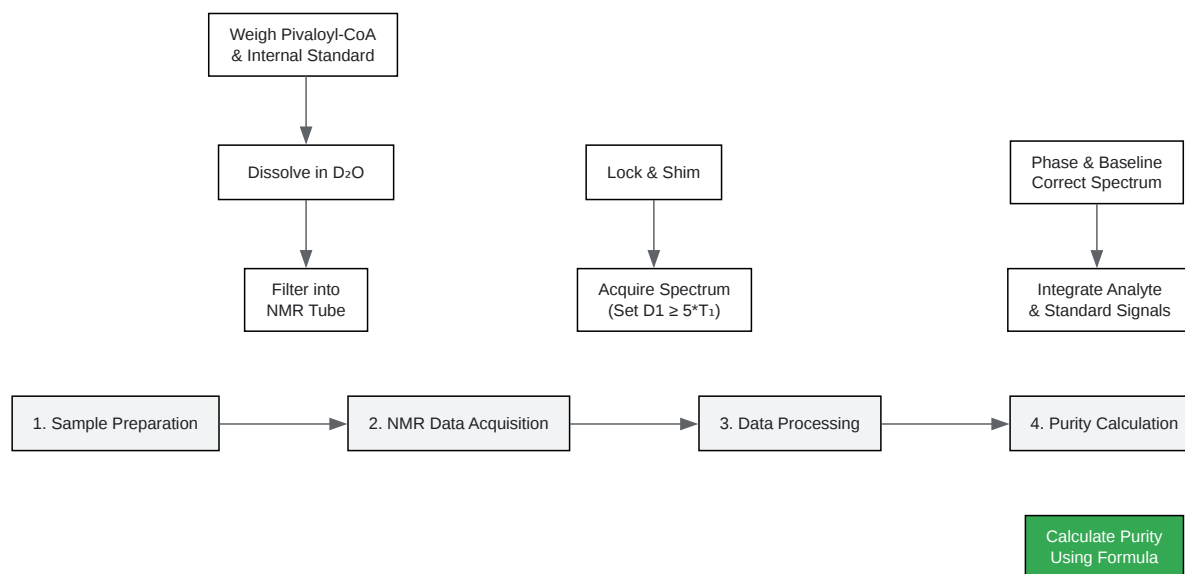 Weigh Pivaloyl-CoA
& Internal Standard
Dissolve in D₂O
Filter into
NMR Tube
Lock & Shim
Acquire Spectrum
(Set D1 ≥ 5*T₁)
Phase & Baseline
Correct Spectrum
Integrate Analyte
& Standard Signals
1. Sample Preparation
2. NMR Data Acquisition
3. Data Processing
4. Purity Calculation
Calculate Purity
Using Formula